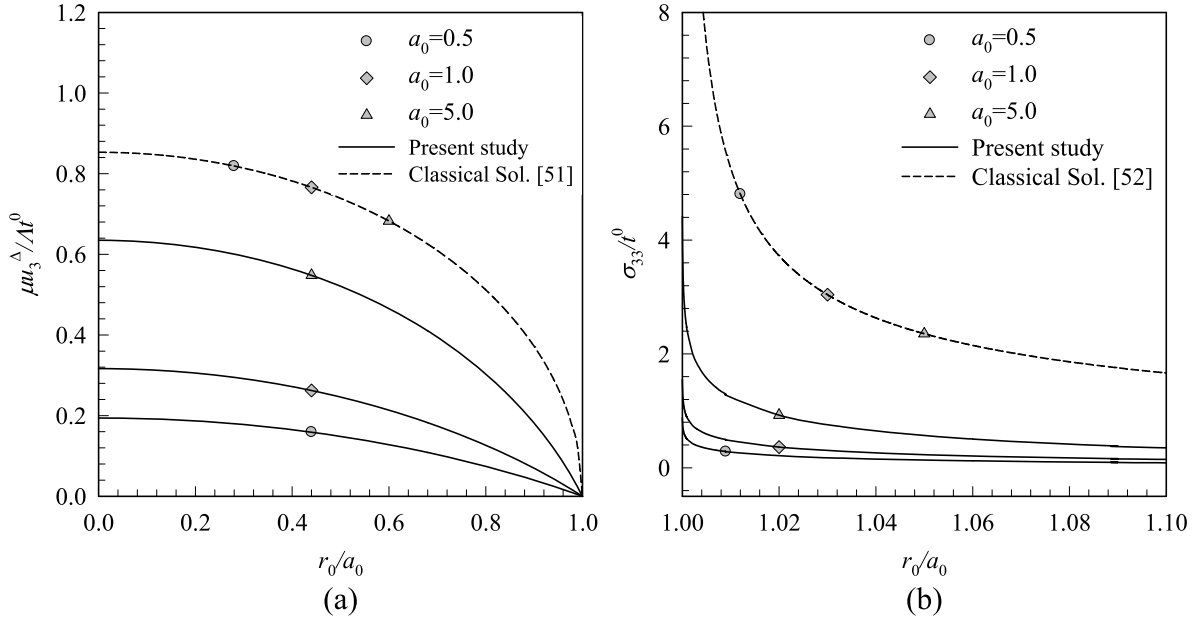 1.2
1.0
0.8
0.6
0.4
0.2
0.0
μu₃^Δ/Λt⁰
a₀=0.5
a₀=1.0
a₀=5.0
Present study
Classical Sol. [51]
0.0 0.2 0.4 0.6 0.8 1.0
r₀/a₀
(a)
8
6
4
2
0
σ₃₃/t⁰
a₀=0.5
a₀=1.0
a₀=5.0
Present study
Classical Sol. [52]
1.00 1.02 1.04 1.06 1.08 1.10
r₀/a₀
(b)